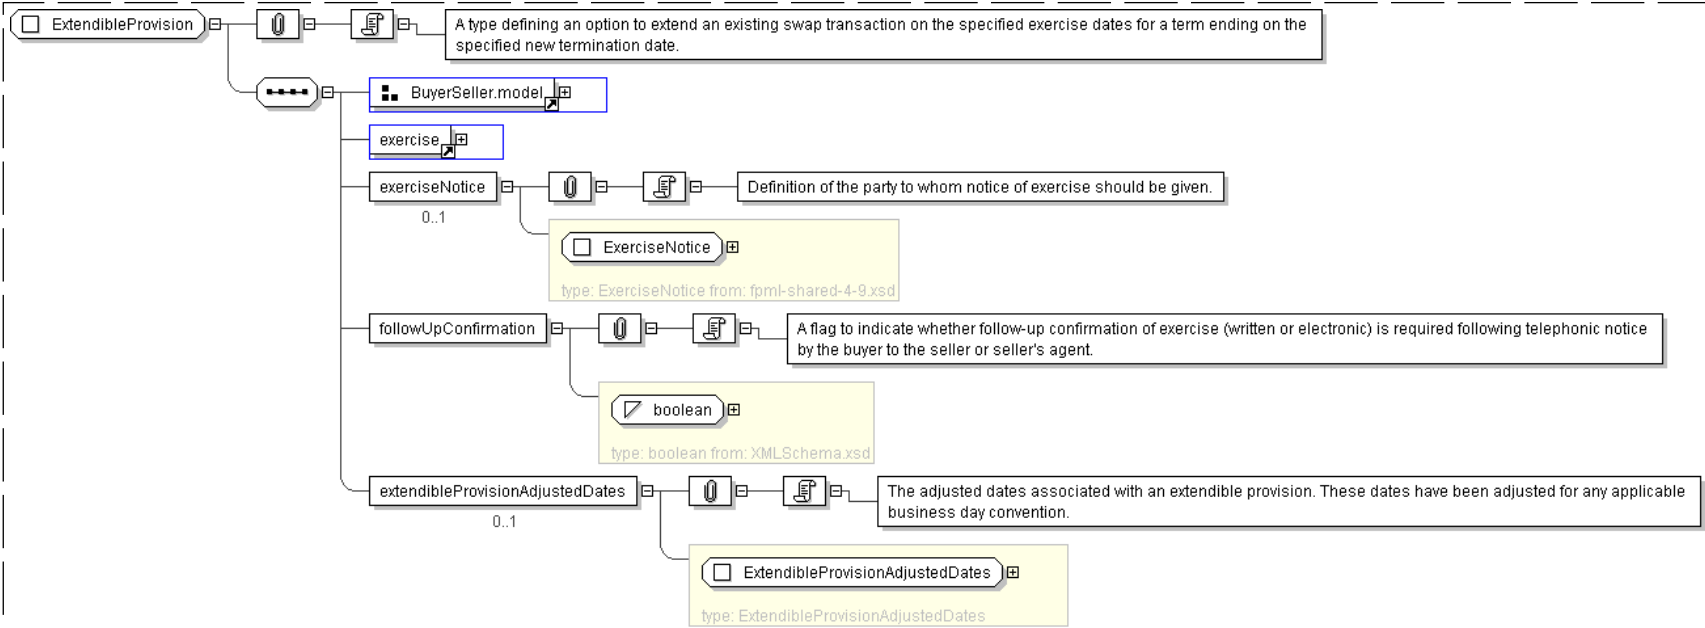 ExtendibleProvision
A type defining an option to extend an existing swap transaction on the specified exercise dates for a term ending on the
specified new termination date.
BuyerSeller.model
exercise
exerciseNotice
Definition of the party to whom notice of exercise should be given.
0..1
ExerciseNotice
type: ExerciseNotice from: fpml-shared-4-9.xsd
followUpConfirmation
A flag to indicate whether follow-up confirmation of exercise (written or electronic) is required following telephonic notice
by the buyer to the seller or seller's agent.
boolean
type: boolean from: XMLSchema.xsd
extendibleProvisionAdjustedDates
The adjusted dates associated with an extendible provision. These dates have been adjusted for any applicable
business day convention.
0..1
ExtendibleProvisionAdjustedDates
type: ExtendibleProvisionAdjustedDates